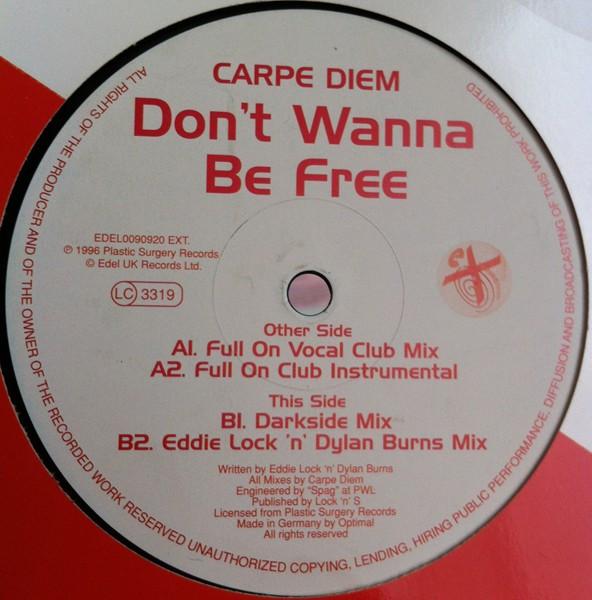 CARPE DIEM
Don't Wanna
Be Free
EDEL0090920 EXT.
℗ 1996 Plastic Surgery Records
© Edel UK Records Ltd.
LC 3319
Other Side
A1. Full On Vocal Club Mix
A2. Full On Club Instrumental
This Side
B1. Darkside Mix
B2. Eddie Lock 'n' Dylan Burns Mix
Written by Eddie Lock 'n' Dylan Burns
All Mixes by Carpe Diem
Engineered by "Spag" at PWL
Published by Lock 'n' S
Licensed from Plastic Surgery Records
Made in Germany by Optimal
All rights reserved
ALL RIGHTS OF THE PRODUCER AND OF THE OWNER OF THE RECORDED WORK RESERVED UNAUTHORIZED COPYING, LENDING, HIRING PUBLIC PERFORMANCE, DIFFUSION AND BROADCASTING OF THIS WORK PROHIBITED